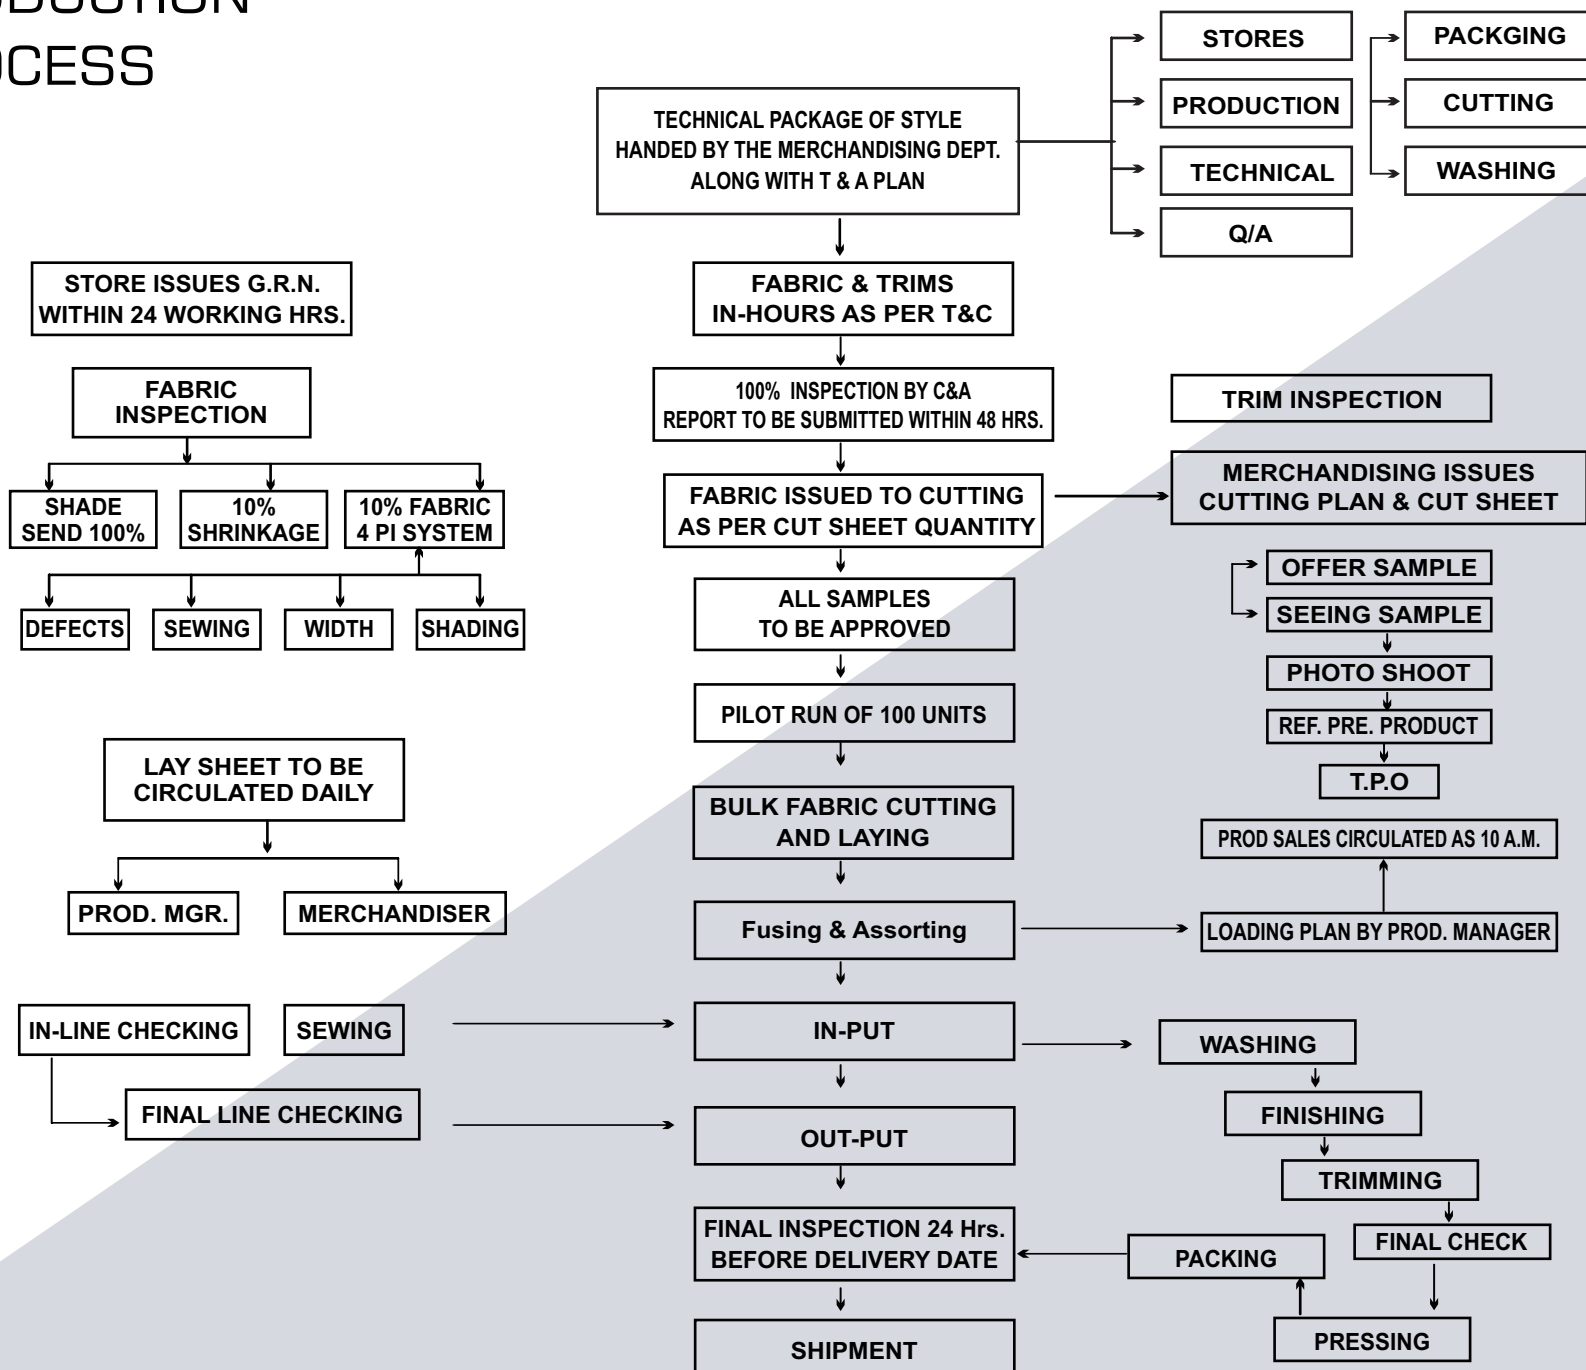 ODUCTION
OCESS
STORES
PRODUCTION
TECHNICAL
Q/A
PACKGING
CUTTING
WASHING
TECHNICAL PACKAGE OF STYLE
HANDED BY THE MERCHANDISING DEPT.
ALONG WITH T & A PLAN
STORE ISSUES G.R.N.
WITHIN 24 WORKING HRS.
FABRIC & TRIMS
IN-HOURS AS PER T&C
FABRIC
INSPECTION
100% INSPECTION BY C&A
REPORT TO BE SUBMITTED WITHIN 48 HRS.
TRIM INSPECTION
SHADE
SEND 100%
10%
SHRINKAGE
10% FABRIC
4 PI SYSTEM
FABRIC ISSUED TO CUTTING
AS PER CUT SHEET QUANTITY
MERCHANDISING ISSUES
CUTTING PLAN & CUT SHEET
DEFECTS
SEWING
WIDTH
SHADING
ALL SAMPLES
TO BE APPROVED
OFFER SAMPLE
SEEING SAMPLE
PHOTO SHOOT
REF. PRE. PRODUCT
T.P.O
PILOT RUN OF 100 UNITS
LAY SHEET TO BE
CIRCULATED DAILY
PROD. MGR.
MERCHANDISER
BULK FABRIC CUTTING
AND LAYING
PROD SALES CIRCULATED AS 10 A.M.
Fusing & Assorting
LOADING PLAN BY PROD. MANAGER
IN-LINE CHECKING
SEWING
IN-PUT
WASHING
FINAL LINE CHECKING
OUT-PUT
FINISHING
TRIMMING
FINAL CHECK
FINAL INSPECTION 24 Hrs.
BEFORE DELIVERY DATE
PACKING
PRESSING
SHIPMENT